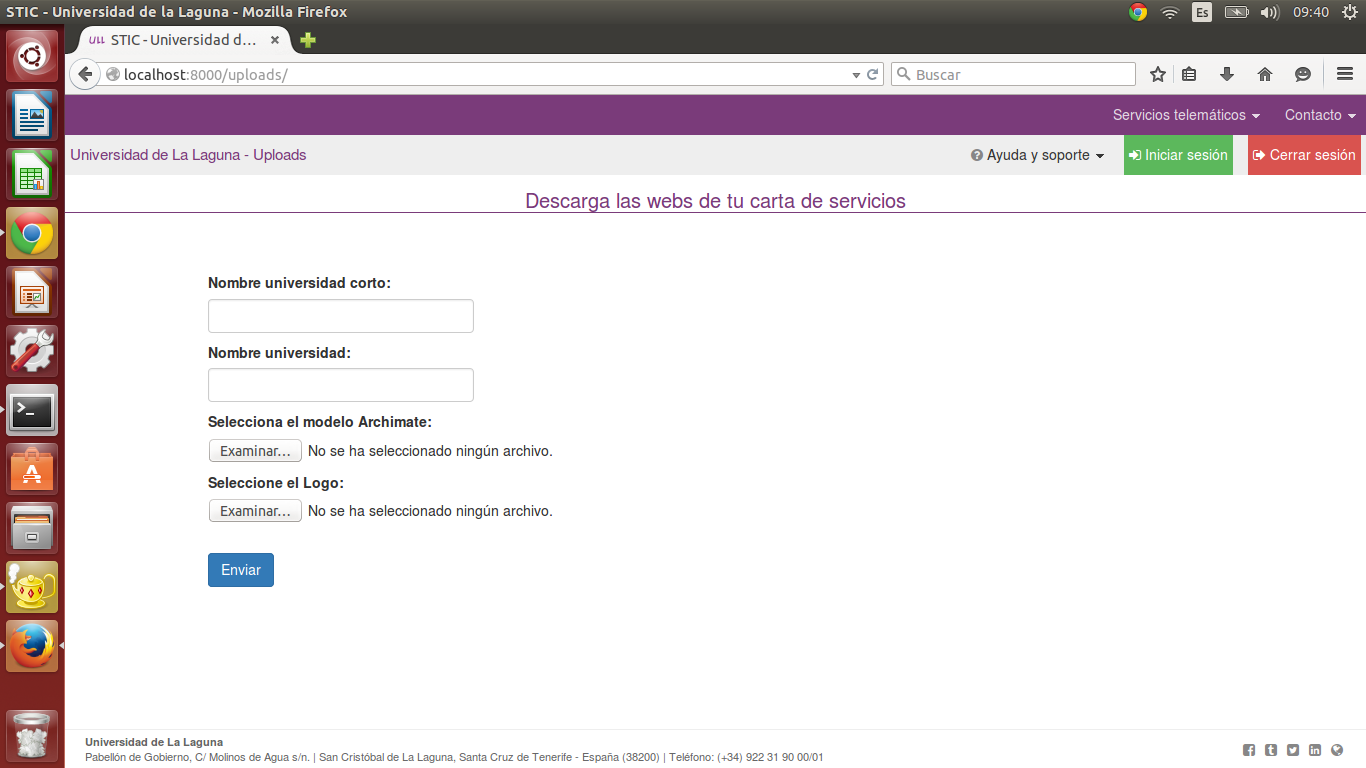 STIC - Universidad de la Laguna - Mozilla Firefox
Es
09:40
ULL STIC - Universidad d...
localhost:8000/uploads/
Buscar
Servicios telemáticos
Contacto
Universidad de La Laguna - Uploads
Ayuda y soporte
Iniciar sesión
Cerrar sesión
Descarga las webs de tu carta de servicios
Nombre universidad corto:
Nombre universidad:
Selecciona el modelo Archimate:
Examinar... No se ha seleccionado ningún archivo.
Seleccione el Logo:
Examinar... No se ha seleccionado ningún archivo.
Enviar
Universidad de La Laguna
Pabellón de Gobierno, C/ Molinos de Agua s/n. | San Cristóbal de La Laguna, Santa Cruz de Tenerife - España (38200) | Teléfono: (+34) 922 31 90 00/01